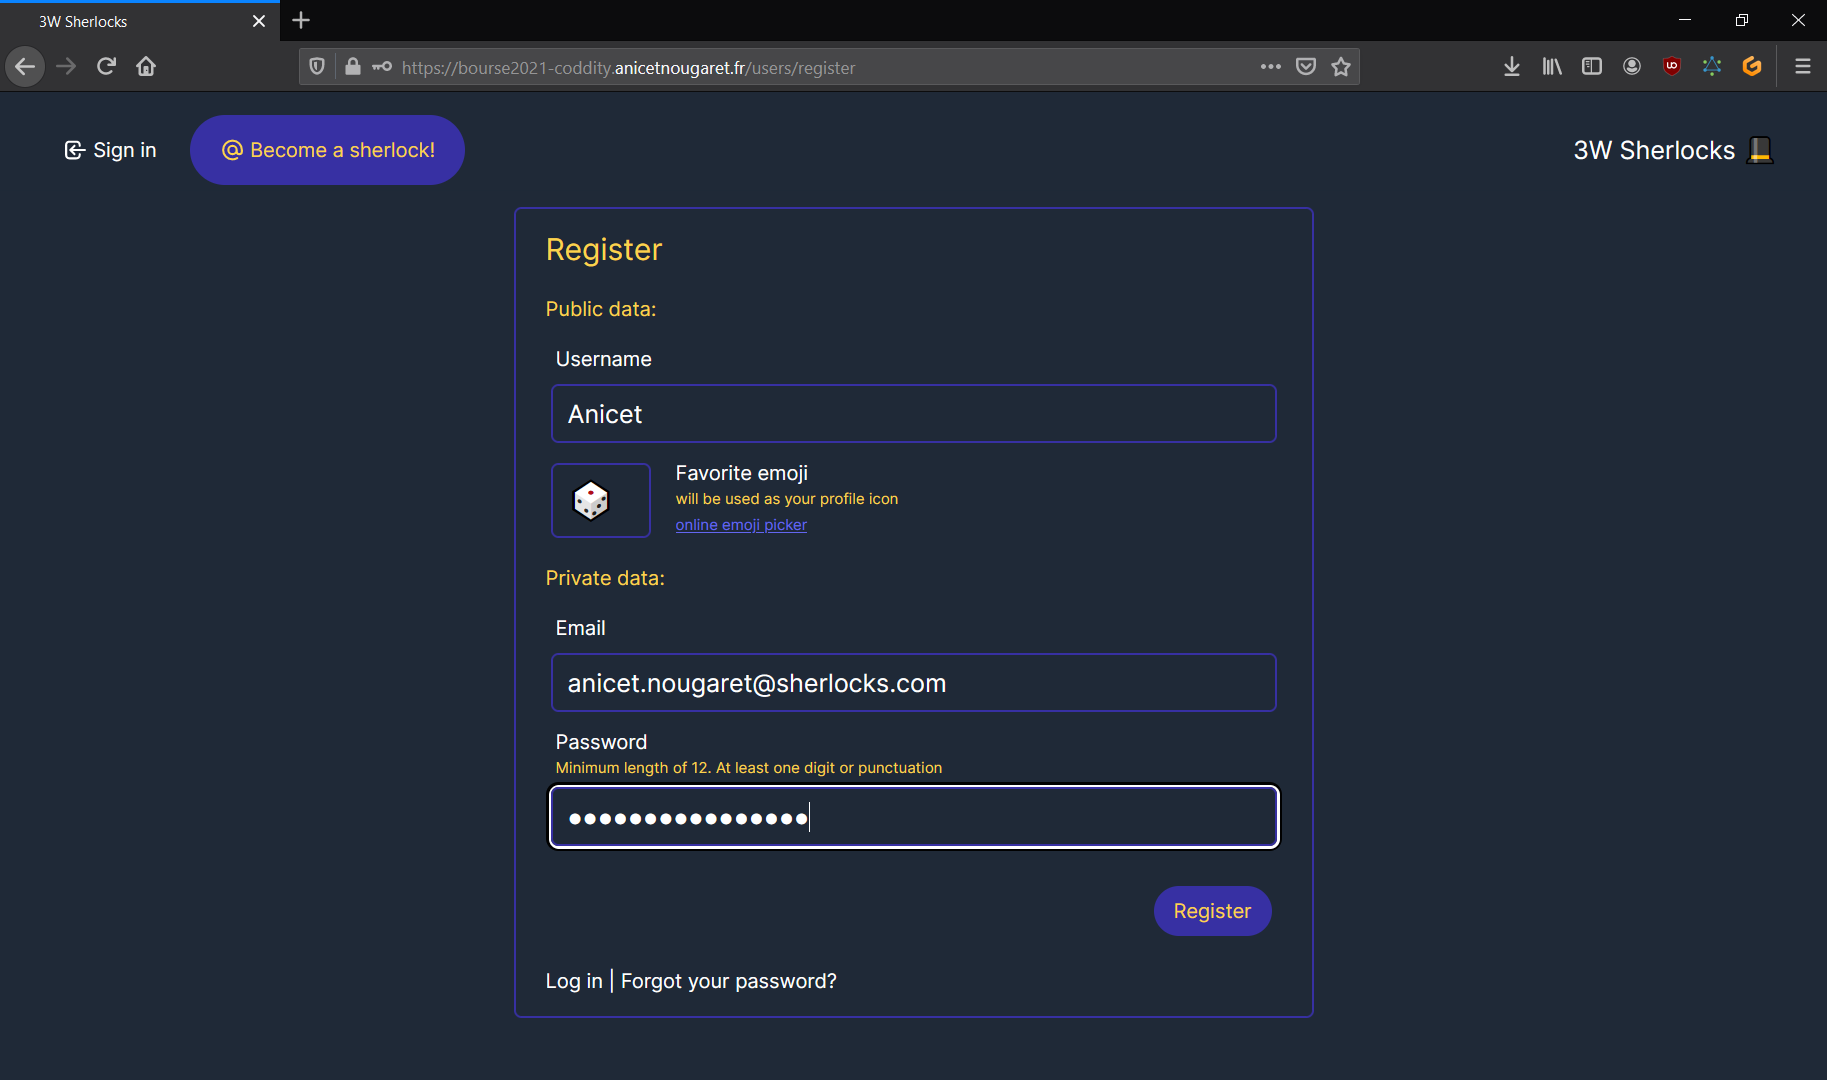 3W Sherlocks
https://bourse2021-coddity.anicetnougaret.fr/users/register
Sign in
@ Become a sherlock!
3W Sherlocks
Register
Public data:
Username
Anicet
Favorite emoji
will be used as your profile icon
online emoji picker
Private data:
Email
anicet.nougaret@sherlocks.com
Password
Minimum length of 12. At least one digit or punctuation
●●●●●●●●●●●●●●●●
Register
Log in | Forgot your password?